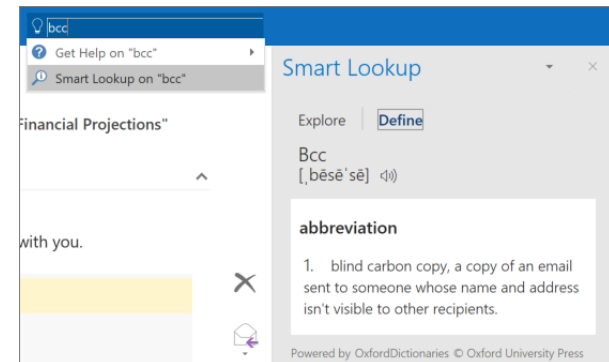 bcc
Get Help on "bcc"
Smart Lookup on "bcc"
Financial Projections"
with you.
Smart Lookup
Explore Define
Bcc
[ˌbēsēˈsē]
abbreviation
1. blind carbon copy, a copy of an email
sent to someone whose name and address
isn't visible to other recipients.
Powered by OxfordDictionaries © Oxford University Press